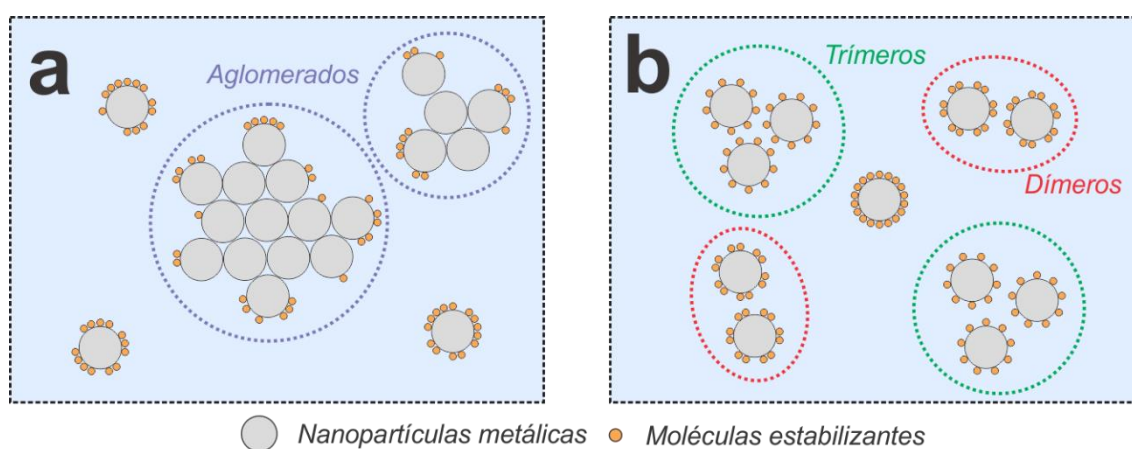 a
Aglomerados
b
Trímeros
Dímeros
Nanopartículas metálicas
Moléculas estabilizantes